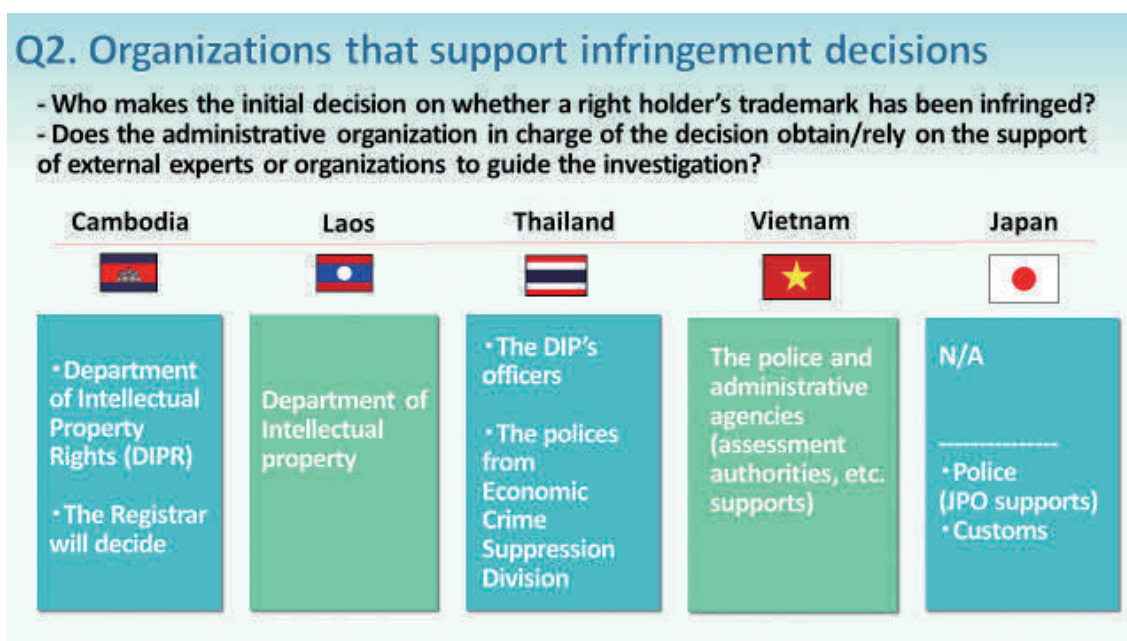 Q2. Organizations that support infringement decisions
- Who makes the initial decision on whether a right holder's trademark has been infringed?
- Does the administrative organization in charge of the decision obtain/rely on the support
of external experts or organizations to guide the investigation?
Cambodia
Laos
Thailand
Vietnam
Japan
・Department
of Intellectual
Property
Rights (DIPR)
・The Registrar
will decide
Department of
Intellectual
property
・The DIP's
officers
・The polices
from
Economic
Crime
Suppression
Division
The police and
administrative
agencies
(assessment
authorities, etc.
supports)
N/A
---------------
・Police
(JPO supports)
・Customs